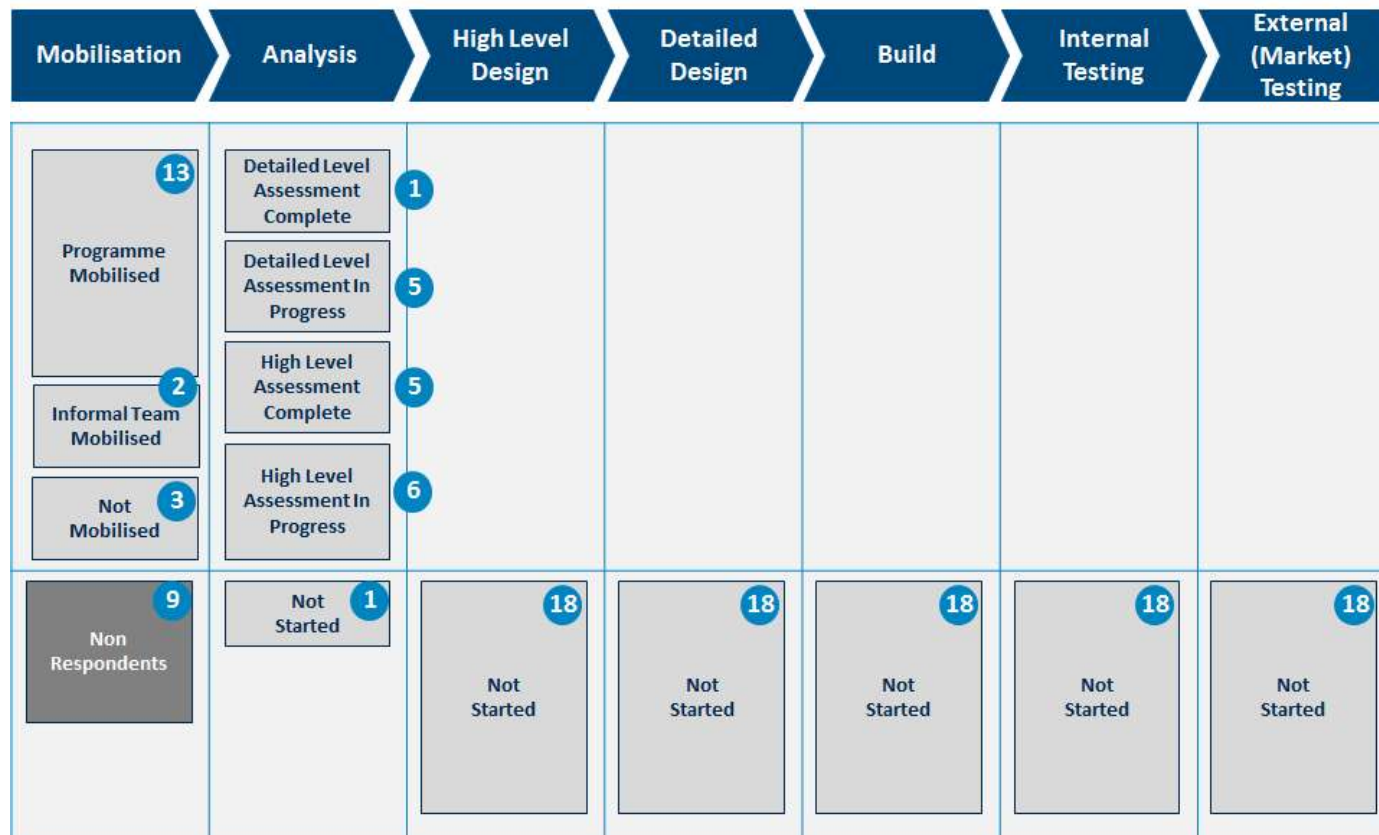 Mobilisation
Analysis
High Level
Design
Detailed
Design
Build
Internal
Testing
External
(Market)
Testing
13
Programme
Mobilised
2
Informal Team
Mobilised
3
Not
Mobilised
Detailed Level
Assessment
Complete
1
Detailed Level
Assessment In
Progress
5
High Level
Assessment
Complete
5
High Level
Assessment In
Progress
6
9
Non
Respondents
1
Not
Started
18
Not
Started
18
Not
Started
18
Not
Started
18
Not
Started
18
Not
Started